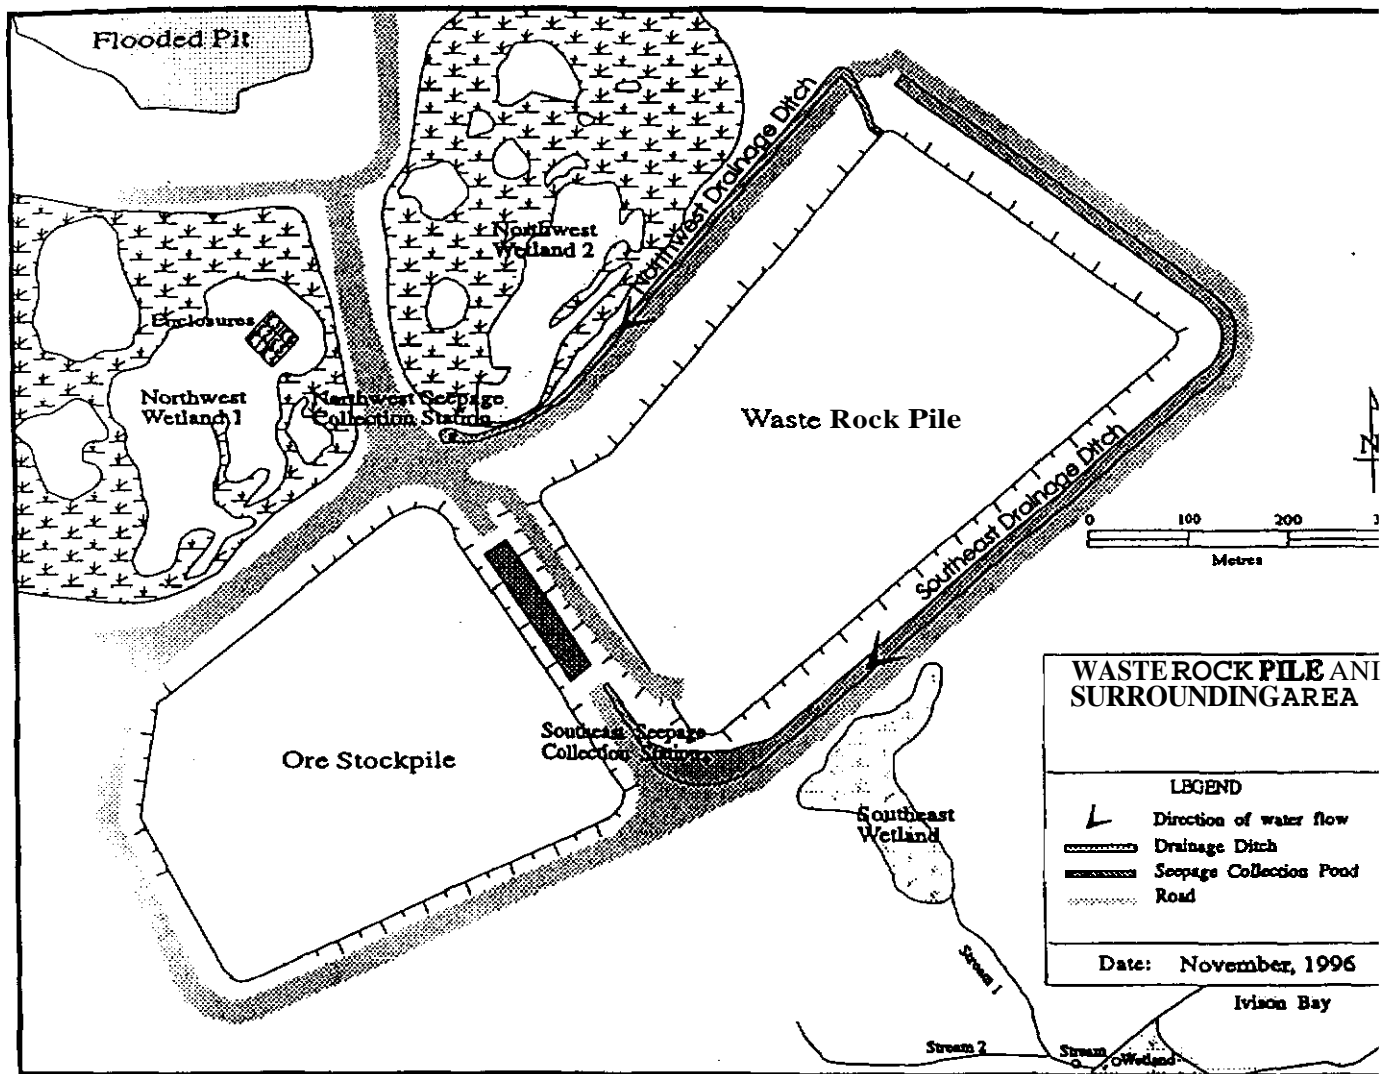 Flooded Pit
Northwest Drainage Ditch
Northwest
Wetland 2
Enclosures
Northwest
Wetland 1
Northwest Seepage
Collection Station
Waste Rock Pile
Southeast Drainage Ditch
N
0 100 200 3
Metres
Ore Stockpile
Southeast Seepage
Collection Station
Southeast
Wetland
WASTE ROCK PILE AND
SURROUNDING AREA
LEGEND
Direction of water flow
Drainage Ditch
Seepage Collection Pond
Road
Date: November, 1996
Ivison Bay
Stream 1
Stream 2
Stream
Wetland